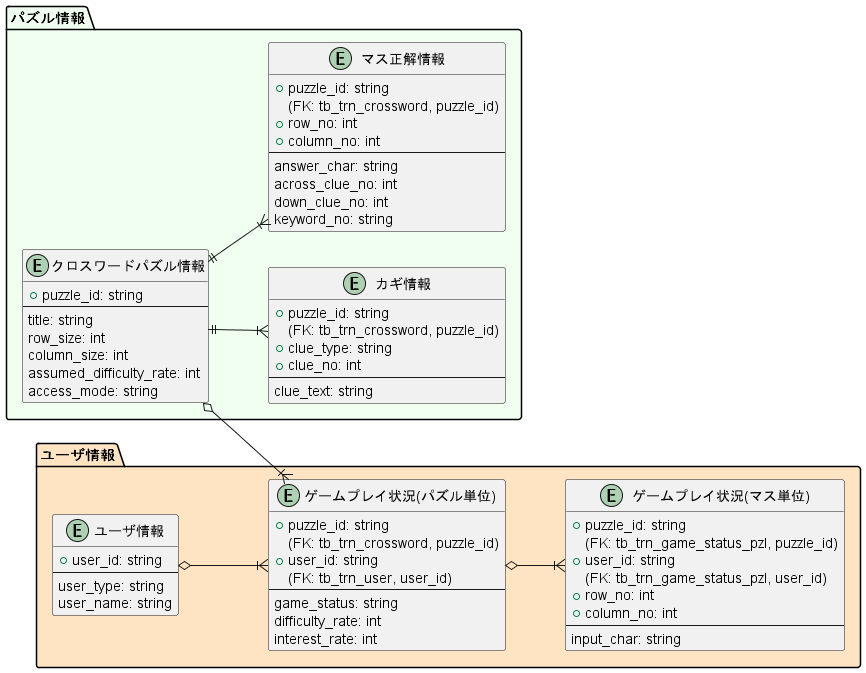 パズル情報
E マス正解情報
puzzle_id: string
(FK: tb_trn_crossword, puzzle_id)
row_no: int
column_no: int
answer_char: string
across_clue_no: int
down_clue_no: int
keyword_no: string
E クロスワードパズル情報
puzzle_id: string
title: string
row_size: int
column_size: int
assumed_difficulty_rate: int
access_mode: string
E カギ情報
puzzle_id: string
(FK: tb_trn_crossword, puzzle_id)
clue_type: string
clue_no: int
clue_text: string
ユーザ情報
E ユーザ情報
user_id: string
user_type: string
user_name: string
E ゲームプレイ状況(パズル単位)
puzzle_id: string
(FK: tb_trn_crossword, puzzle_id)
user_id: string
(FK: tb_trn_user, user_id)
game_status: string
difficulty_rate: int
interest_rate: int
E ゲームプレイ状況(マス単位)
puzzle_id: string
(FK: tb_trn_game_status_pzl, puzzle_id)
user_id: string
(FK: tb_trn_game_status_pzl, user_id)
row_no: int
column_no: int
input_char: string